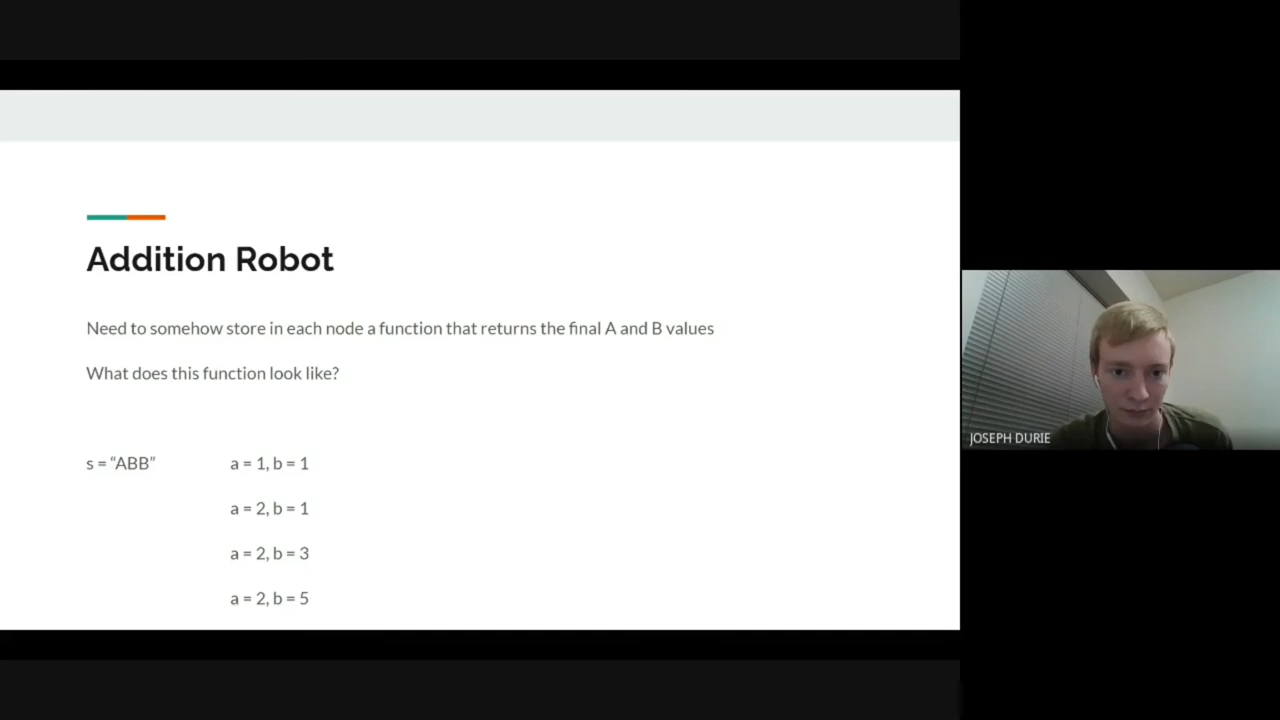 Addition Robot
Need to somehow store in each node a function that returns the final A and B values
What does this function look like?
s = “ABB” a = 1, b = 1
a = 2, b = 1
a = 2, b = 3
a = 2, b = 5
JOSEPH DURIE